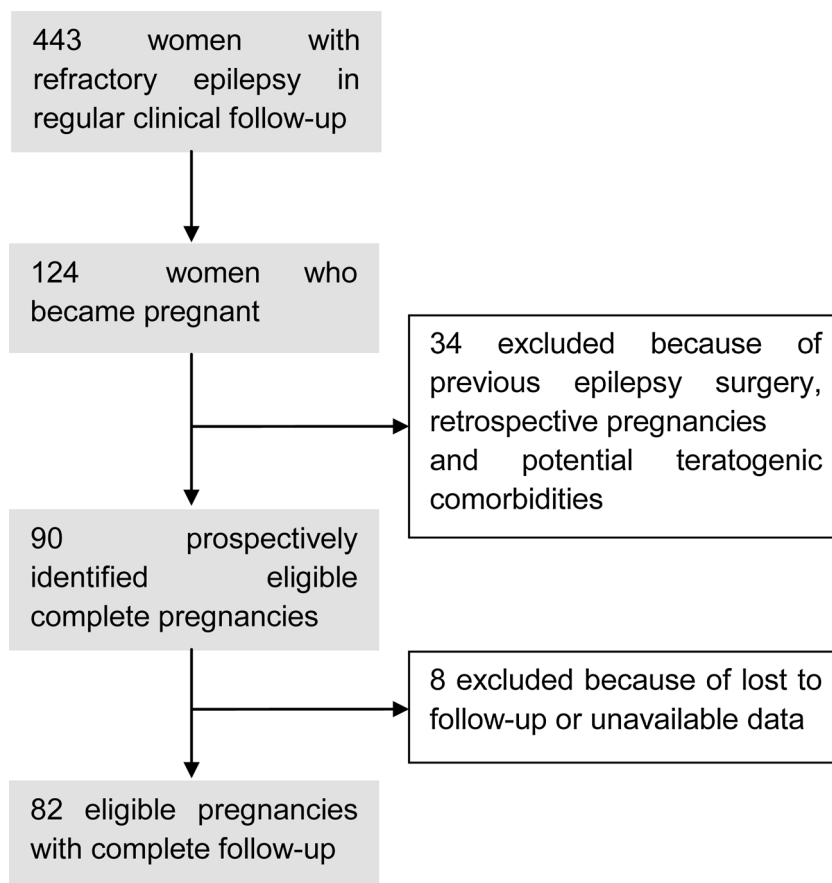 443 women with
refractory epilepsy in
regular clinical follow-up
124 women who
became pregnant
34 excluded because of
previous epilepsy surgery,
retrospective pregnancies
and potential teratogenic
comorbidities
90 prospectively
identified eligible
complete pregnancies
8 excluded because of lost to
follow-up or unavailable data
82 eligible pregnancies
with complete follow-up